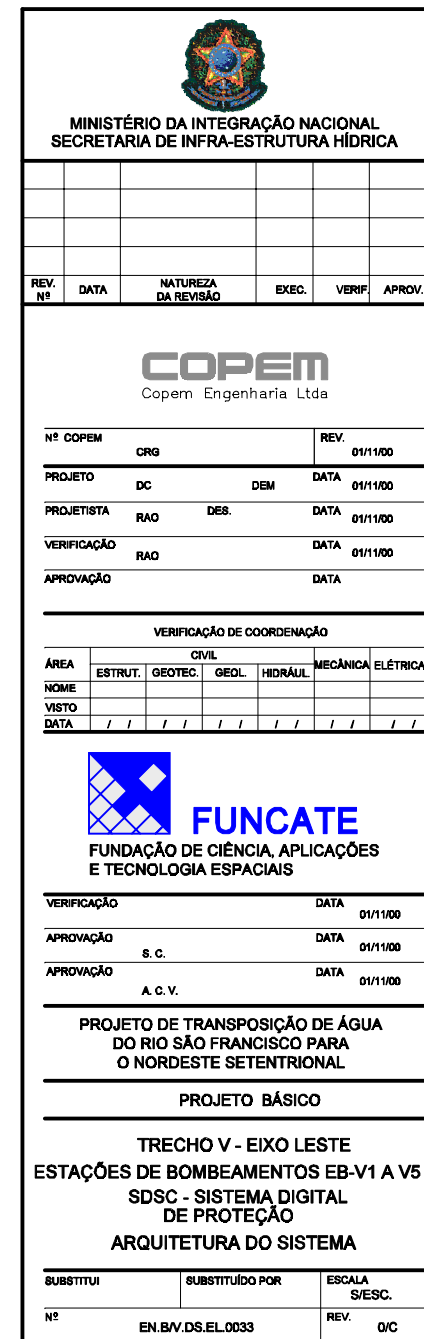 MINISTÉRIO DA INTEGRAÇÃO NACIONAL
SECRETARIA DE INFRA-ESTRUTURA HÍDRICA
REV. Nº DATA NATUREZA DA REVISÃO EXEC. VERIF. APROV.
COPEM
Copem Engenharia Ltda
Nº COPEM CRG REV. 01/11/00
PROJETO DC DEM DATA 01/11/00
PROJETISTA RAO DES. DATA 01/11/00
VERIFICAÇÃO RAO DATA 01/11/00
APROVAÇÃO DATA
VERIFICAÇÃO DE COORDENAÇÃO
ÁREA CIVIL MECÂNICA ELÉTRICA
ESTRUT. GEOTEC. GEOL. HIDRÁUL.
NOME
VISTO
DATA / / / / / / / / / / / /
FUNCATE
FUNDAÇÃO DE CIÊNCIA, APLICAÇÕES
E TECNOLOGIA ESPACIAIS
VERIFICAÇÃO DATA 01/11/00
APROVAÇÃO S. C. DATA 01/11/00
APROVAÇÃO A. C. V. DATA 01/11/00
PROJETO DE TRANSPOSIÇÃO DE ÁGUA
DO RIO SÃO FRANCISCO PARA
O NORDESTE SETENTRIONAL
PROJETO BÁSICO
TRECHO V - EIXO LESTE
ESTAÇÕES DE BOMBEAMENTOS EB-V1 A V5
SDSC - SISTEMA DIGITAL
DE PROTEÇÃO
ARQUITETURA DO SISTEMA
SUBSTITUI SUBSTITUÍDO POR ESCALA S/ESC.
Nº EN.B/V.DS.EL.0033 REV. 0/C